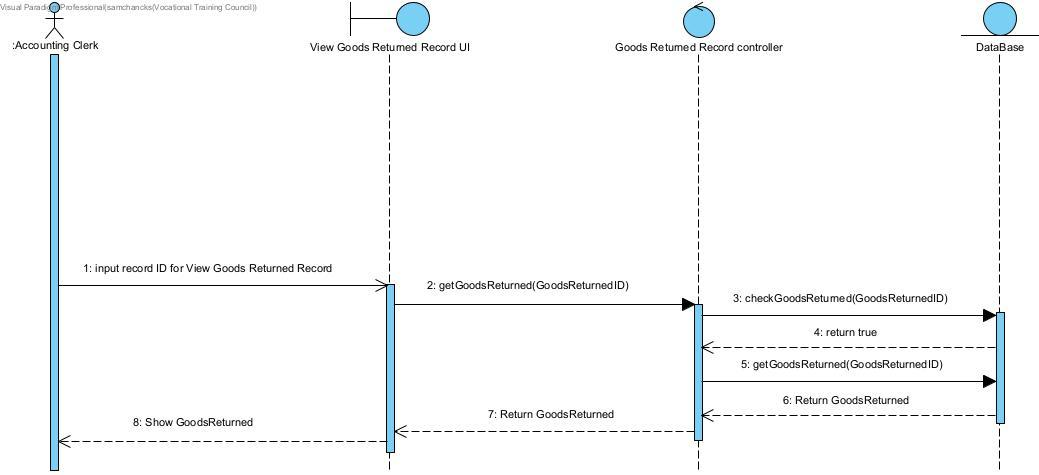 Visual Paradigm Professional(samchancks(Vocational Training Council))
:Accounting Clerk
View Goods Returned Record UI
Goods Returned Record controller
DataBase
1: input record ID for View Goods Returned Record
2: getGoodsReturned(GoodsReturnedID)
3: checkGoodsReturned(GoodsReturnedID)
4: return true
5: getGoodsReturned(GoodsReturnedID)
6: Return GoodsReturned
7: Return GoodsReturned
8: Show GoodsReturned